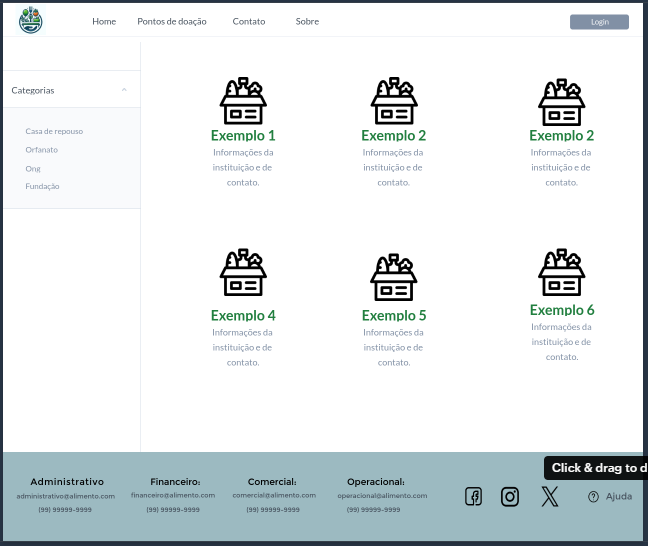 Home Pontos de doação Contato Sobre Login
Categorias
Casa de repouso
Orfanato
Ong
Fundação
Exemplo 1 Exemplo 2 Exemplo 2
Informações da Informações da Informações da
instituição e de instituição e de instituição e de
contato. contato. contato.
Exemplo 4 Exemplo 5 Exemplo 6
Informações da Informações da Informações da
instituição e de instituição e de instituição e de
contato. contato. contato.
Click & drag to d
Administrativo Financeiro: Comercial: Operacional:
administrativo@alimento.com financeiro@alimento.com comercial@alimento.com operacional@alimento.com
(99) 99999-9999 (99) 99999-9999 (99) 99999-9999 (99) 99999-9999
Ajuda